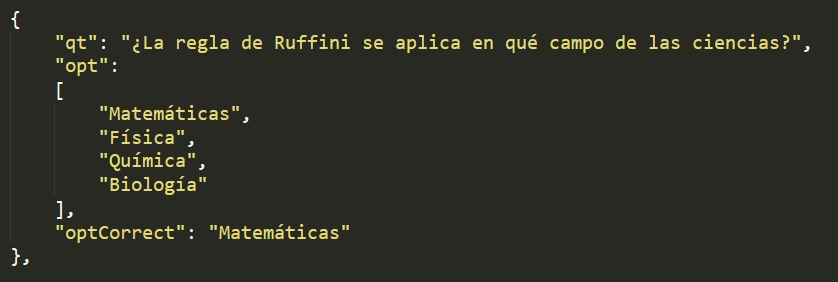 {
"qt": "¿La regla de Ruffini se aplica en qué campo de las ciencias?",
"opt":
[
"Matemáticas",
"Física",
"Química",
"Biología"
],
"optCorrect": "Matemáticas"
},